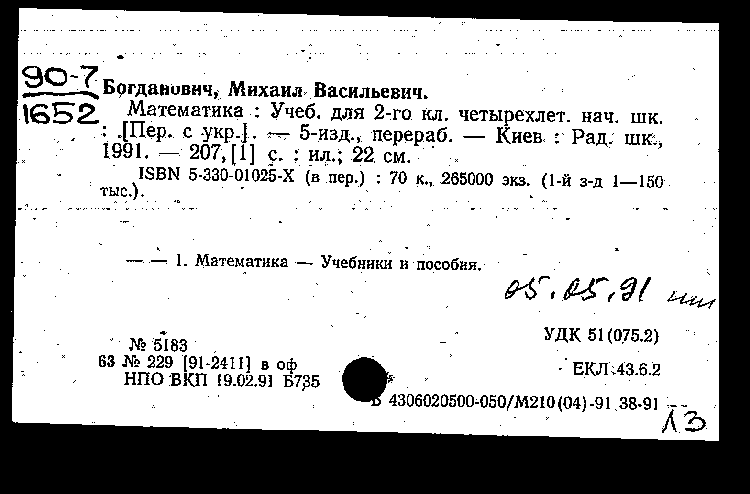 90-7
1652
Богданович, Михаил Васильевич.
Математика : Учеб. для 2-го кл. четырехлет. нач. шк.
: [Пер. с укр.]. — 5-изд., перераб. — Киев : Рад. шк.,
1991. — 207, [1] с. : ил.; 22 см.
ISBN 5-330-01025-X (в пер.) : 70 к., 265000 экз. (1-й з-д 1—150
тыс.).
— — 1. Математика — Учебники и пособия.
05.05.91
УДК 51(075.2)
№ 5183
63 № 229 [91-2411] в оф
ЕКЛ 43.6.2
НПО ВКП 19.02.91 Б735
Б 4306020500-050/М210(04)-91 38-91 --
13